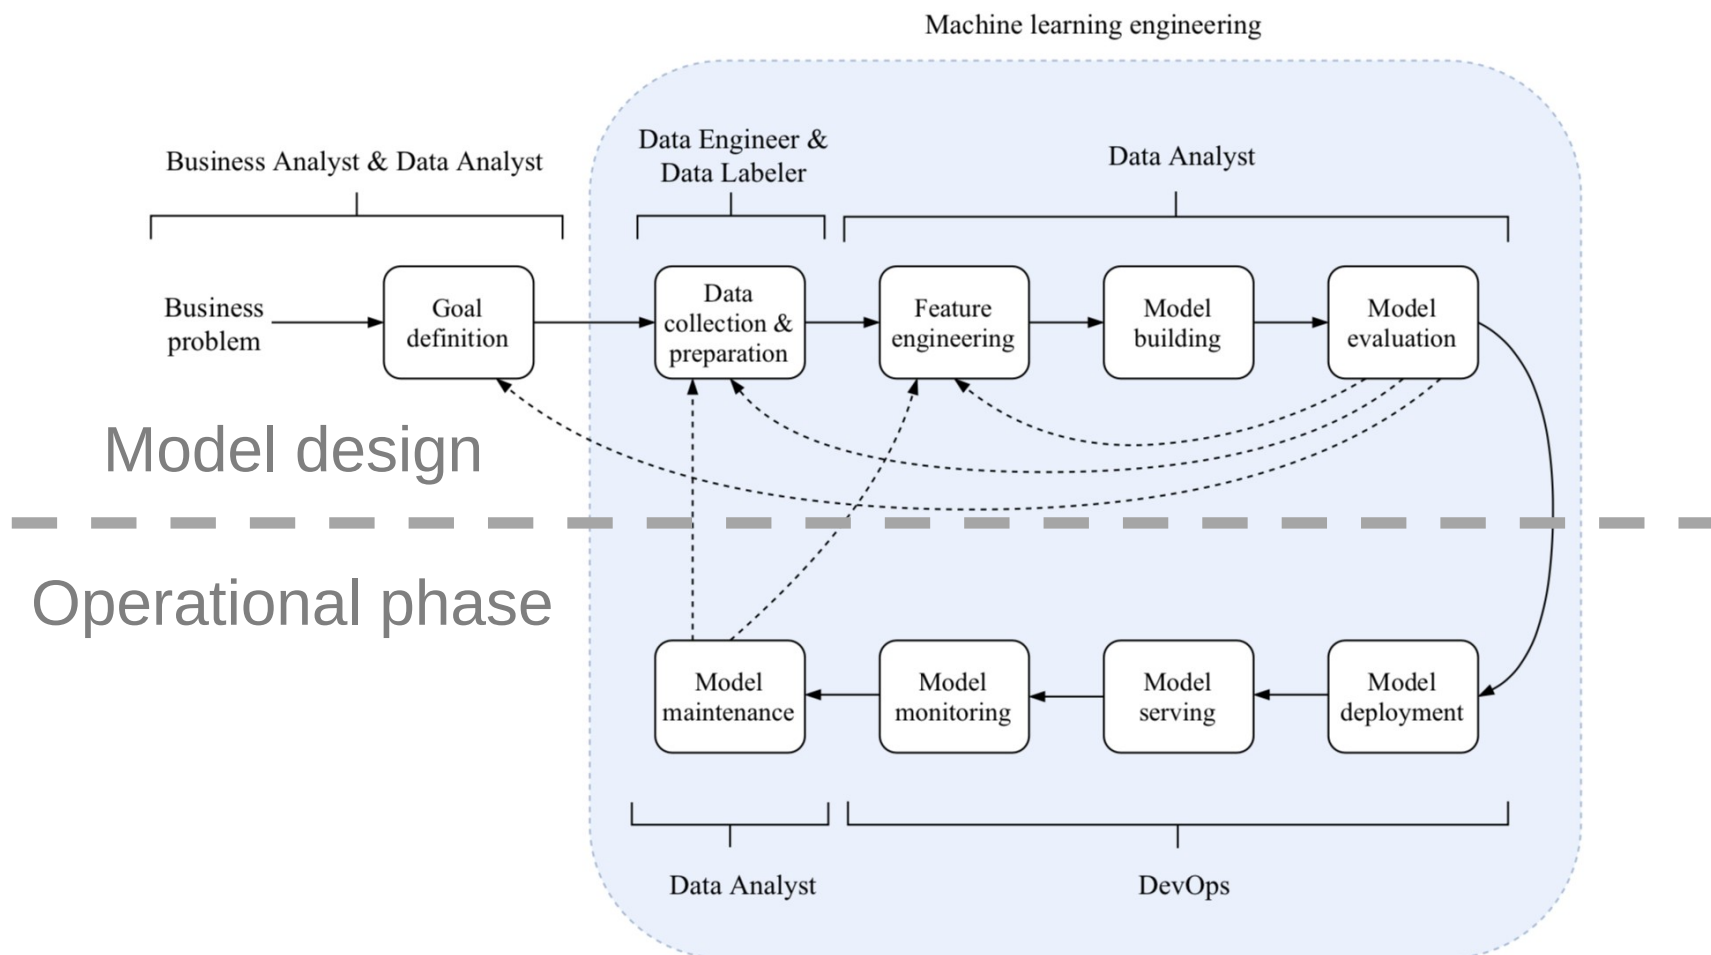 Machine learning engineering
Business Analyst & Data Analyst
Data Engineer &
Data Labeler
Data Analyst
Business
problem
Goal
definition
Data
collection &
preparation
Feature
engineering
Model
building
Model
evaluation
Model design
Operational phase
Model
maintenance
Model
monitoring
Model
serving
Model
deployment
Data Analyst
DevOps